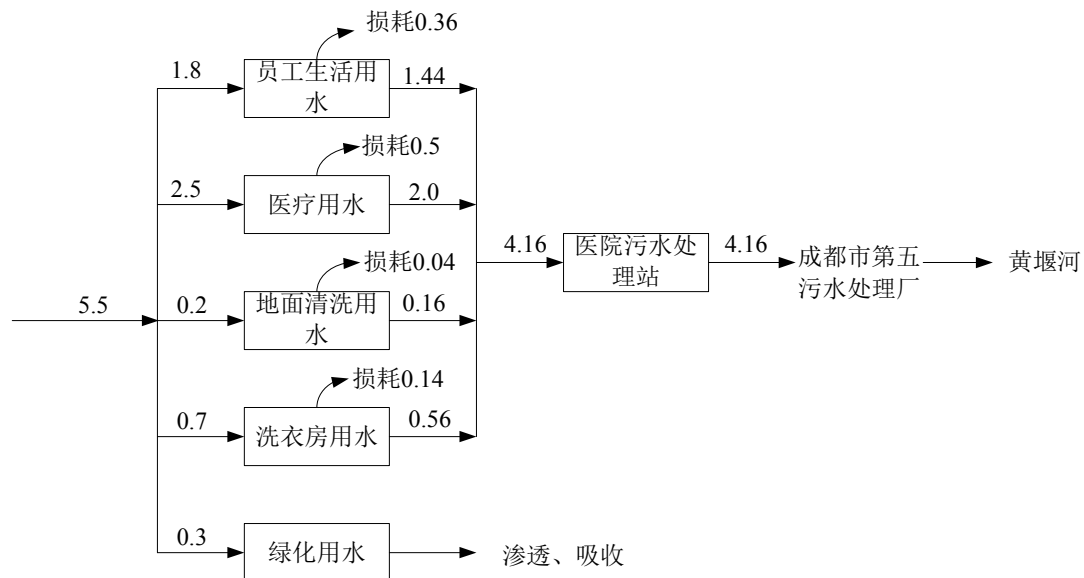 损耗0.36
1.8
员工生活用
水
1.44
损耗0.5
2.5
医疗用水
2.0
4.16
医院污水处
理站
4.16
成都市第五
污水处理厂
黄堰河
损耗0.04
5.5
0.2
地面清洗用
水
0.16
损耗0.14
0.7
洗衣房用水
0.56
0.3
绿化用水
渗透、吸收